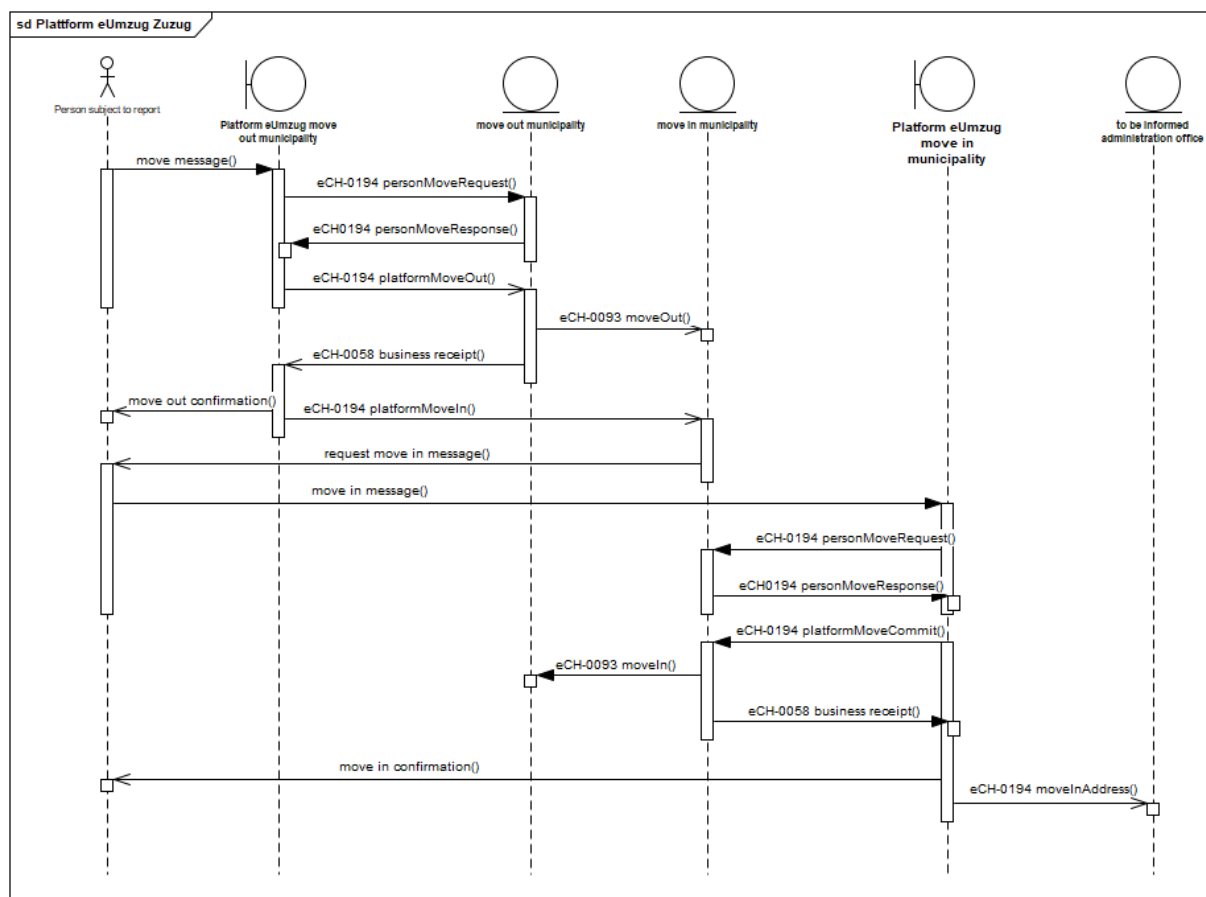 sd Plattform eUmzug Zuzug
Person subject to report
Platform eUmzug move
out municipality
move out municipality
move in municipality
Platform eUmzug
move in
municipality
to be informed
administration office
move message()
eCH-0194 personMoveRequest()
eCH0194 personMoveResponse()
eCH-0194 platformMoveOut()
eCH-0093 moveOut()
eCH-0058 business receipt()
move out confirmation()
eCH-0194 platformMoveIn()
request move in message()
move in message()
eCH-0194 personMoveRequest()
eCH0194 personMoveResponse()
eCH-0194 platformMoveCommit()
eCH-0093 moveIn()
eCH-0058 business receipt()
move in confirmation()
eCH-0194 moveInAddress()